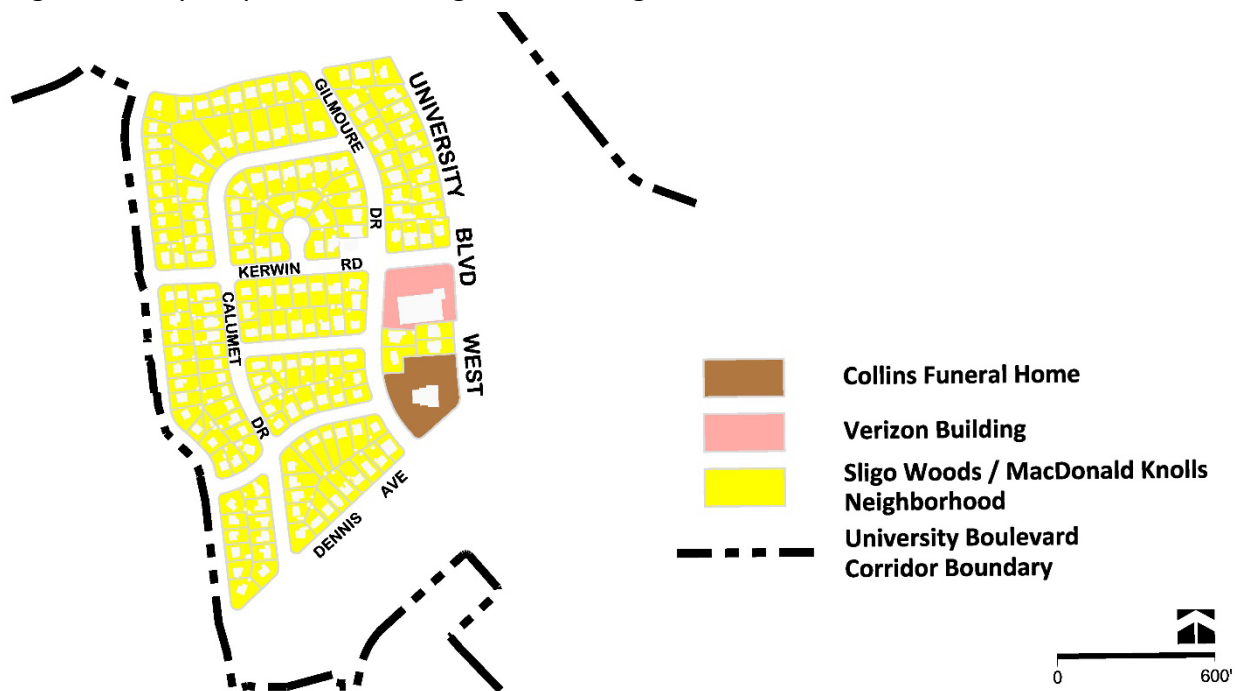 GILMOURE
UNIVERSITY
DR
BLVD
KERWIN RD
CALUMET
WEST
DR
AVE
DENNIS
Collins Funeral Home
Verizon Building
Sligo Woods / MacDonald Knolls
Neighborhood
University Boulevard
Corridor Boundary
0 600'